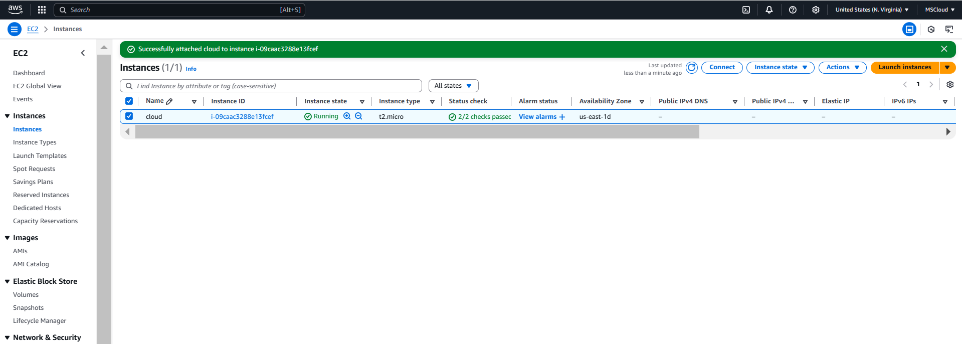 aws Search [Alt+S] United States (N. Virginia) MSCloud
EC2 Instances
EC2
Dashboard
EC2 Global View
Events
Instances
Instances
Instance Types
Launch Templates
Spot Requests
Savings Plans
Reserved Instances
Dedicated Hosts
Capacity Reservations
Images
AMIs
AMI Catalog
Elastic Block Store
Volumes
Snapshots
Lifecycle Manager
Network & Security
Successfully attached cloud to instance i-09caac3288e13fcef
Instances (1/1) Info
Last updated
less than a minute ago
Connect Instance state Actions Launch instances
Find Instance by attribute or tag (case-sensitive) All states 1
Name Instance ID Instance state Instance type Status check Alarm status Availability Zone Public IPv4 DNS Public IPv4 ... Elastic IP IPv6 IPs
cloud i-09caac3288e13fcef Running t2.micro 2/2 checks passec View alarms + us-east-1d – – – –